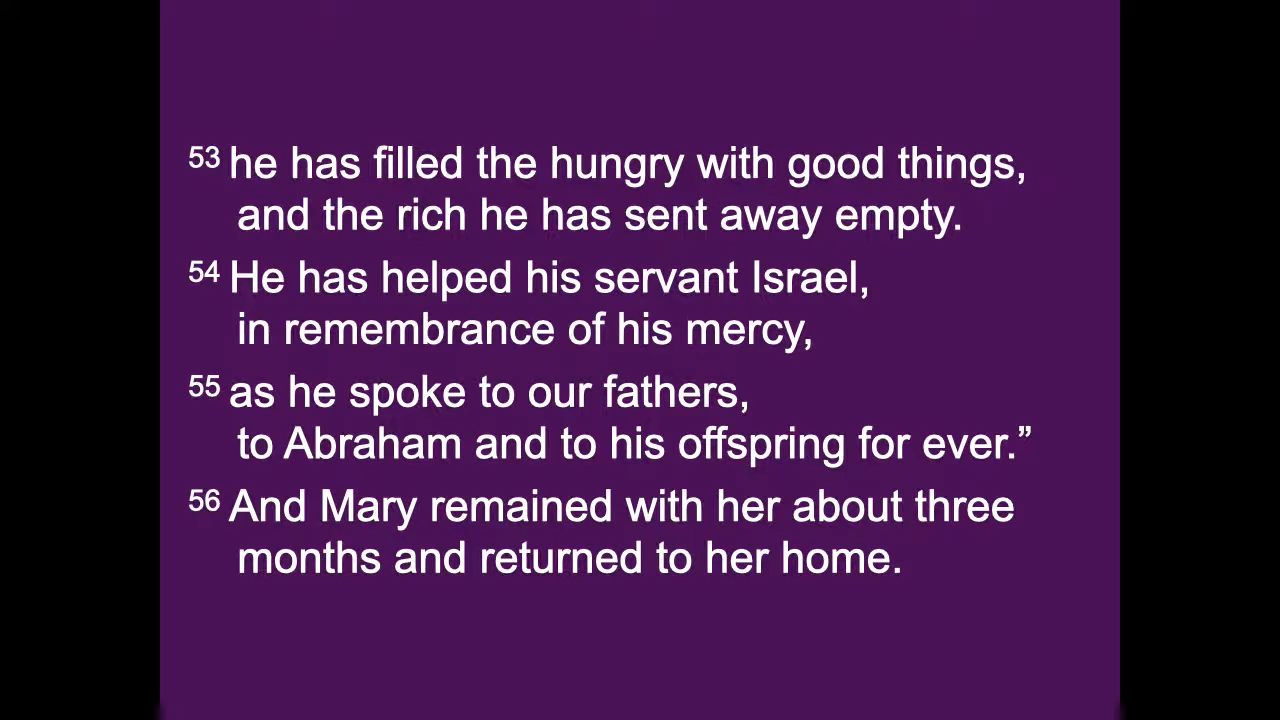 53 he has filled the hungry with good things,
and the rich he has sent away empty.
54 He has helped his servant Israel,
in remembrance of his mercy,
55 as he spoke to our fathers,
to Abraham and to his offspring for ever.”
56 And Mary remained with her about three
months and returned to her home.